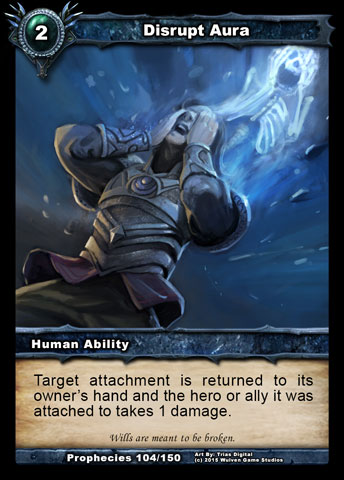 2
Disrupt Aura
Human Ability
Target attachment is returned to its
owner's hand and the hero or ally it was
attached to takes 1 damage.
Wills are meant to be broken.
Prophecies 104/150
Art By: Trias Digital
(c) 2015 Wulven Game Studios